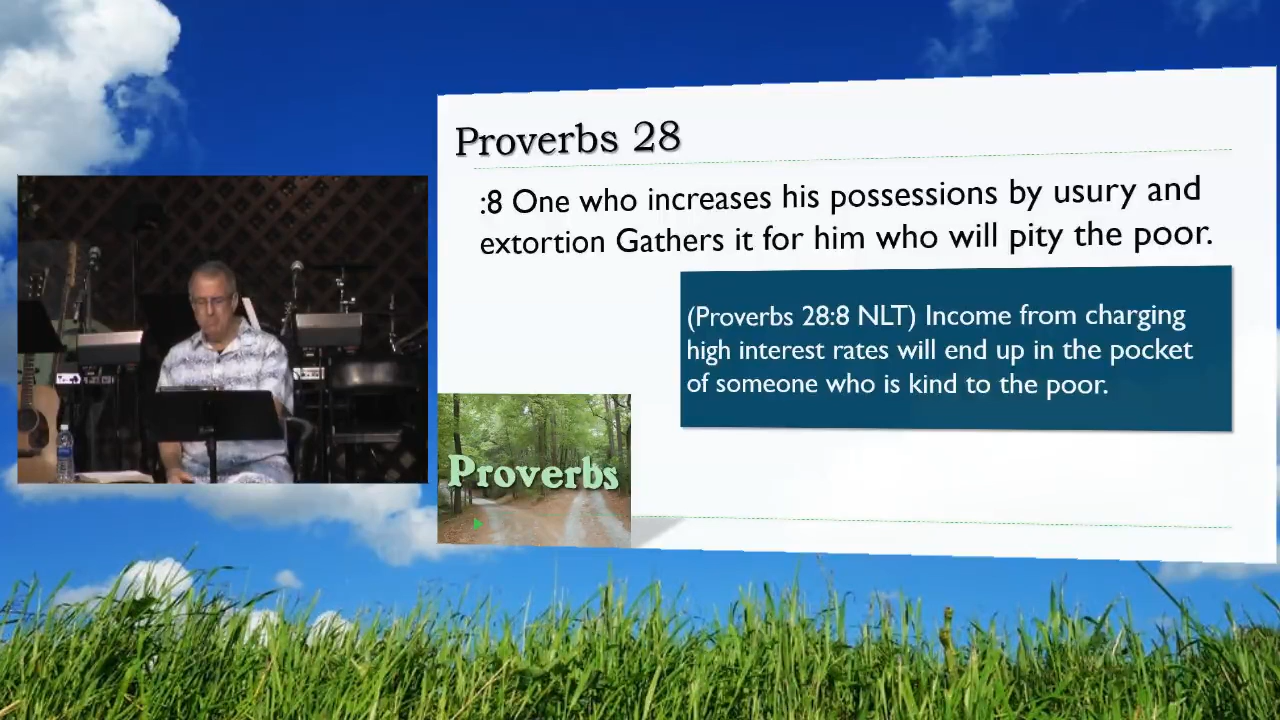 Proverbs 28
:8 One who increases his possessions by usury and
extortion Gathers it for him who will pity the poor.
(Proverbs 28:8 NLT) Income from charging
high interest rates will end up in the pocket
of someone who is kind to the poor.
Proverbs